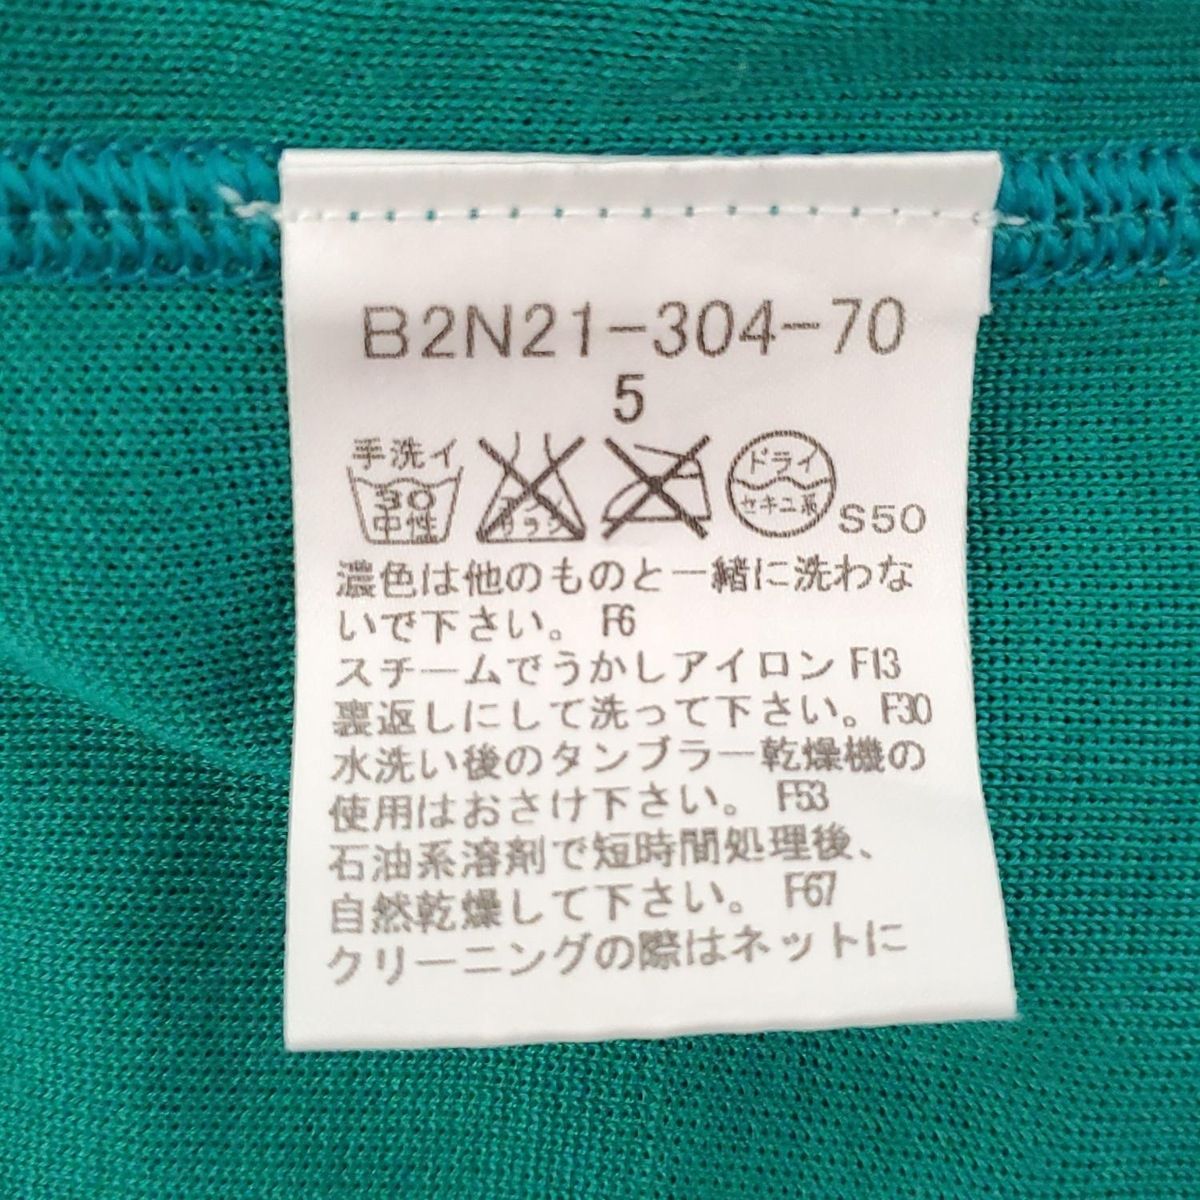 B2N21-304-70
5
手洗イ
30
中性
エンソ
サラシ
ドライ
セキユ系
S50
濃色は他のものと一緒に洗わな
いで下さい。 F6
スチームでうかしアイロン F13
裏返しにして洗って下さい。F30
水洗い後のタンブラー乾燥機の
使用はおさけ下さい。 F53
石油系溶剤で短時間処理後、
自然乾燥して下さい。 F67
クリーニングの際はネットに